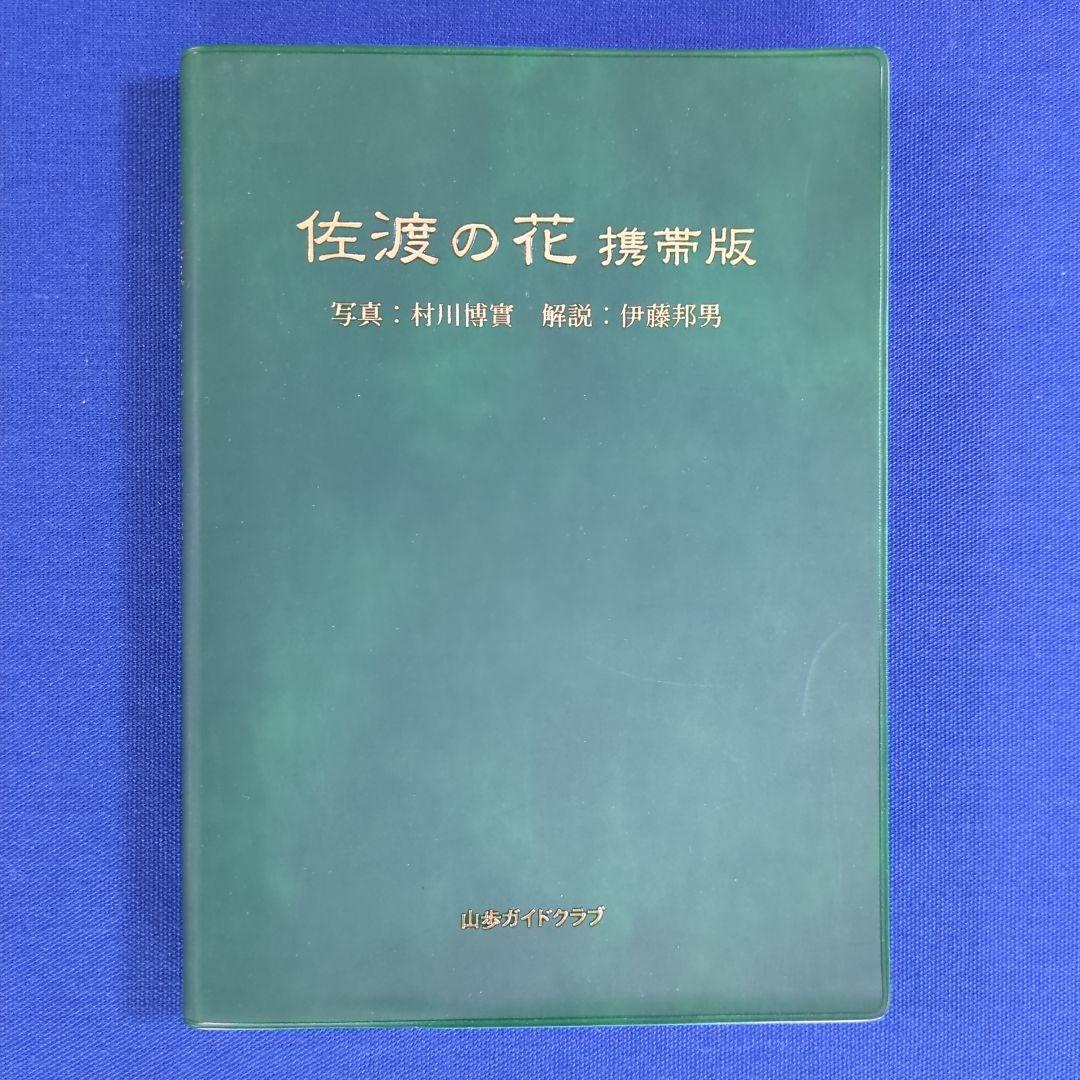 佐渡の花 携帯版
写真：村川博實　解説：伊藤邦男
山歩ガイドクラブ